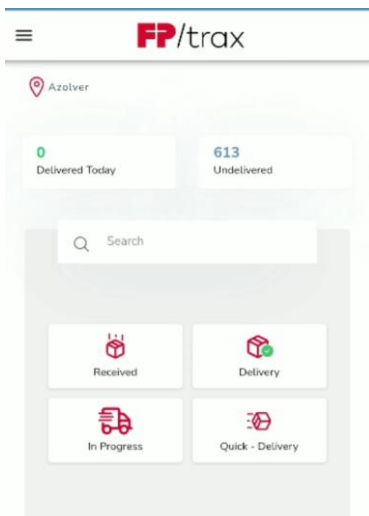 FP/trax
Azolver
0
Delivered Today
613
Undelivered
Search
Received
Delivery
In Progress
Quick - Delivery